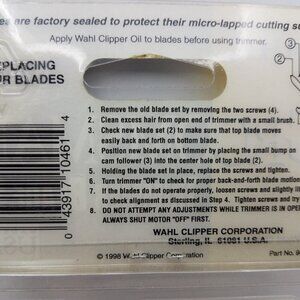 es are factory sealed to protect their micro-lapped cutting su
Apply Wahl Clipper Oil to blades before using trimmer.
EPLACING
UR BLADES
1. Remove the old blade set by removing the two screws (4).
2. Clean excess hair from open end of trimmer with a small brush.
3. Check new blade set (2) to make sure that top blade moves
easily back and forth on bottom blade.
4. Position new blade set on trimmer by placing the small bump on
cam follower (3) into the center hole of top blade (2).
5. Holding the blade set in place, replace the screws and tighten.
6. Turn trimmer "ON" to check for proper back-and-forth blade motion
7. If the blades do not operate properly, loosen screws and slightly
to check alignment as discussed in Step 4. Tighten screws and try
8. DO NOT ATTEMPT ANY ADJUSTMENTS WHILE TRIMMER IS IN OPE
ALWAYS SHUT MOTOR "OFF" FIRST.
WAHL CLIPPER CORPORATION
Sterling, IL 61081 U.S.A.
© 1998 Wahl Clipper Corporation
Part No. 9
0 43917 10461 4
3
2